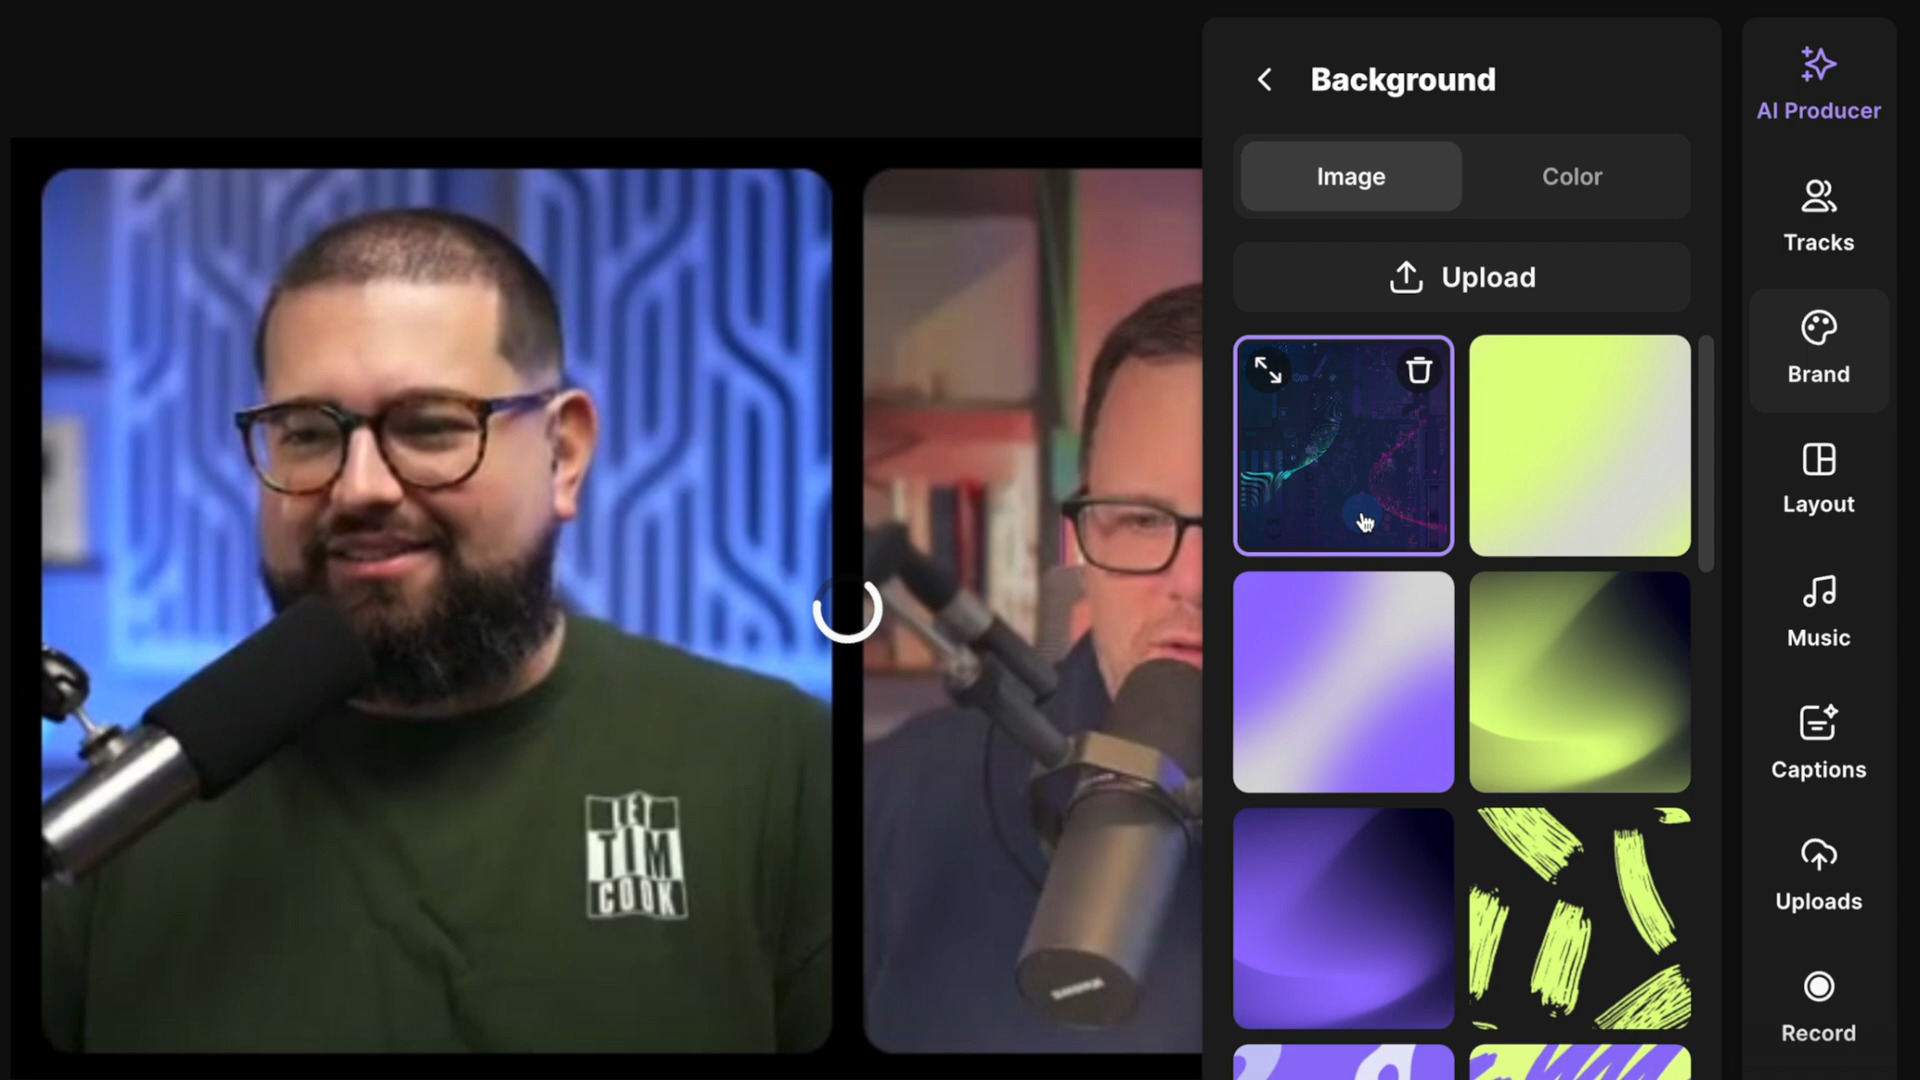 Background
Image
Color
Upload
AI Producer
Tracks
Brand
Layout
Music
Captions
Uploads
Record
LET
TIM
COOK